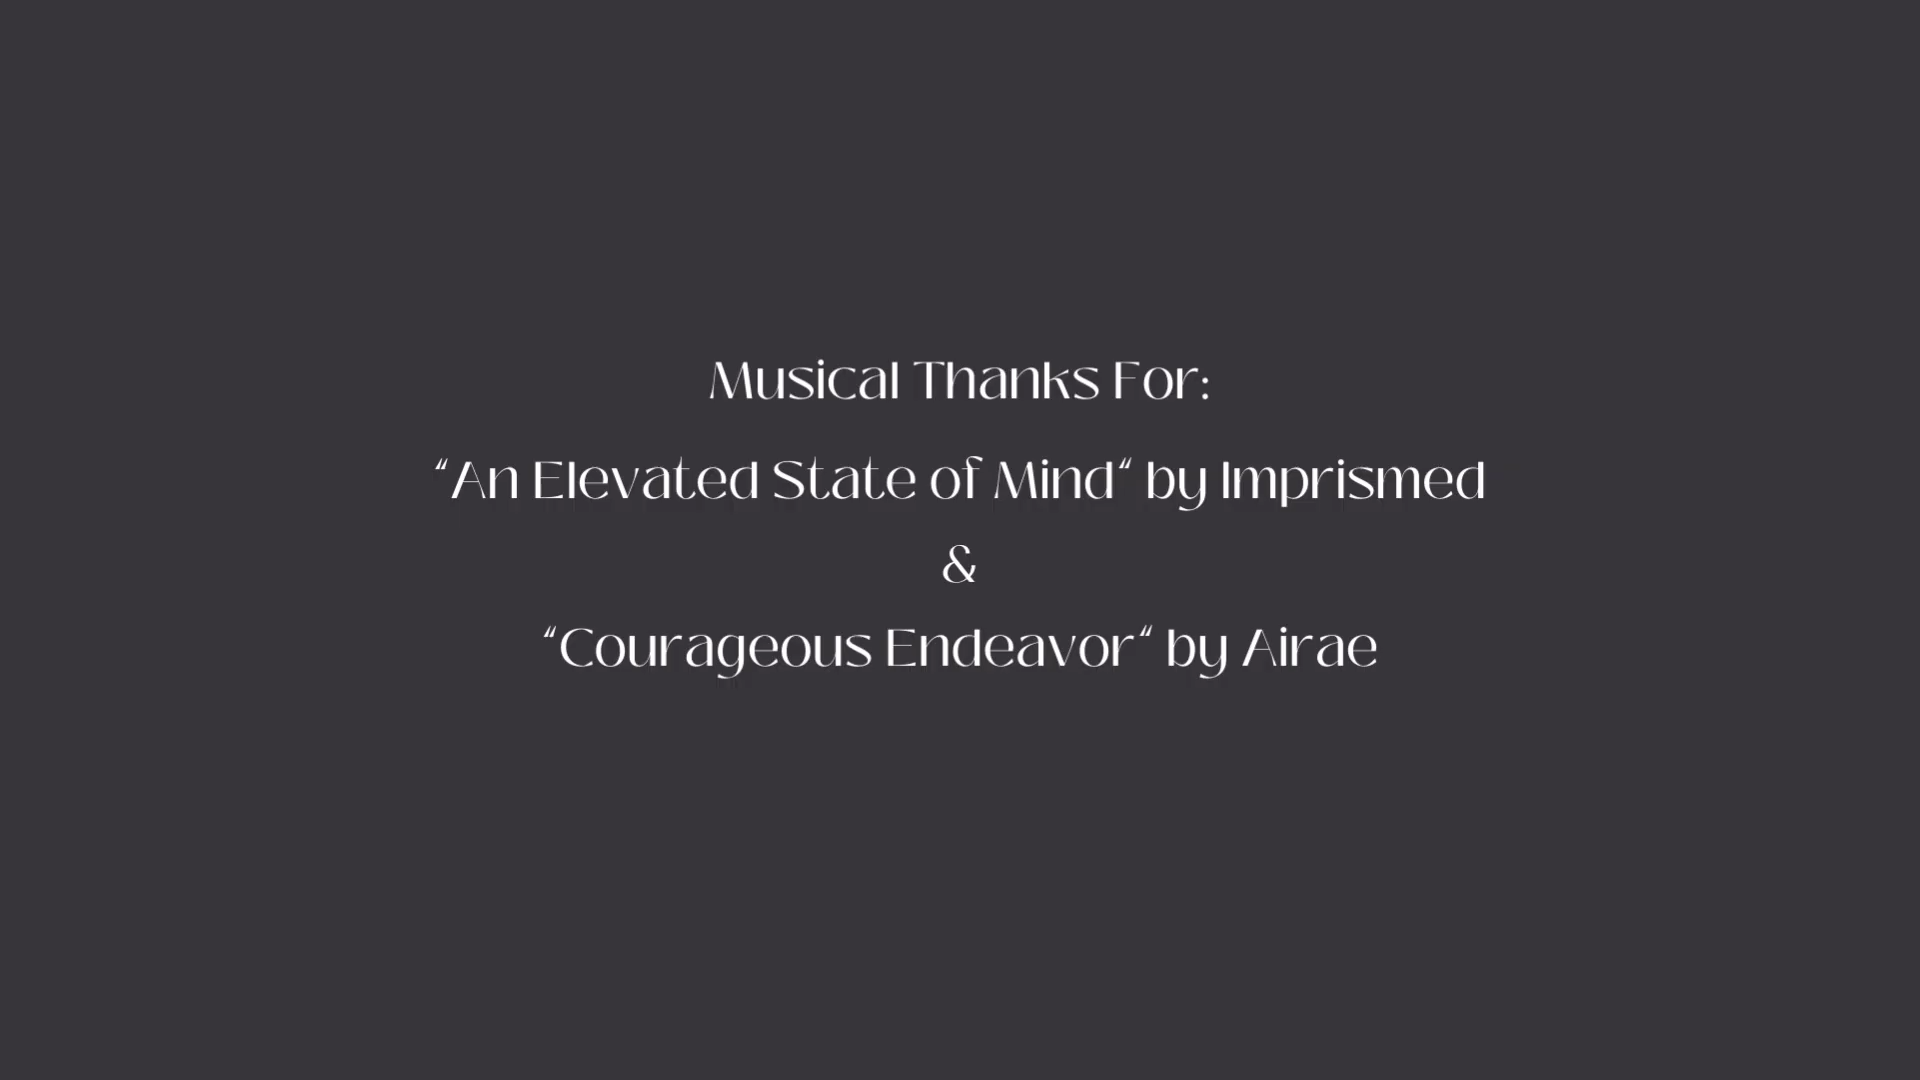 Musical Thanks For:
“An Elevated State of Mind“ by Imprismed
&
“Courageous Endeavor“ by Airae